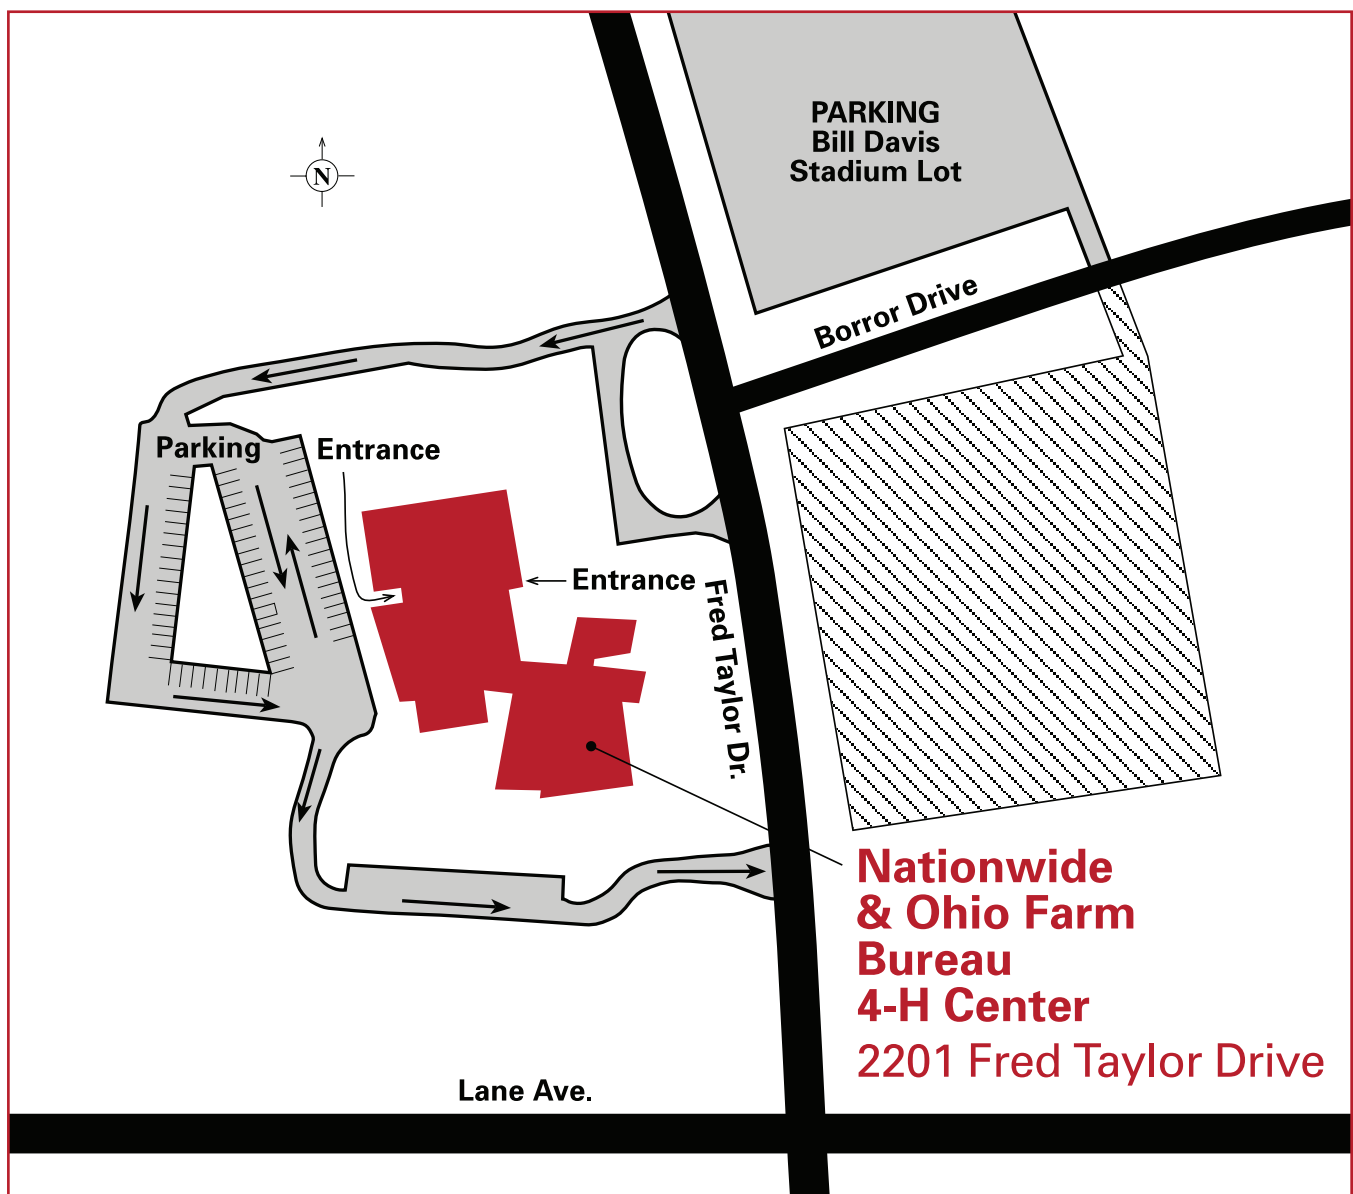 PARKING
Bill Davis
Stadium Lot
N
Borror Drive
Parking
Entrance
Entrance
Fred Taylor Dr.
Nationwide
& Ohio Farm
Bureau
4-H Center
2201 Fred Taylor Drive
Lane Ave.